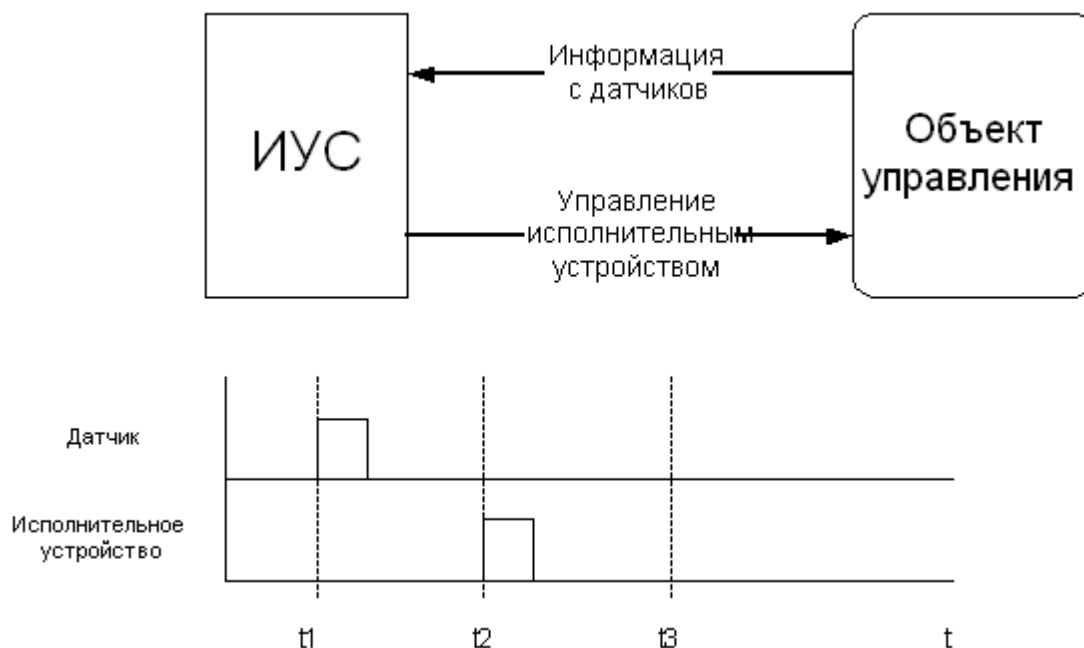 Информация
с датчиков
ИУС
Объект
управления
Управление
исполнительным
устройством
Датчик
Исполнительное
устройство
t1 t2 t3 t